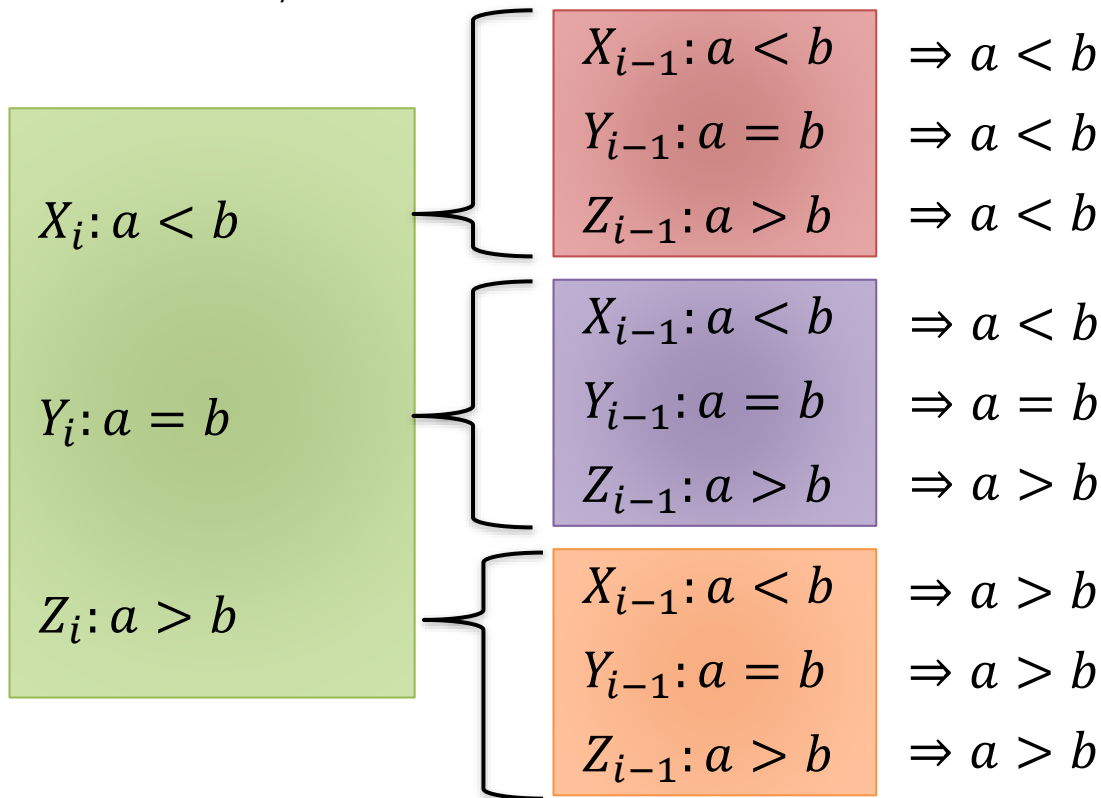 X_{i−1}: a < b ⇒ a < b
Y_{i−1}: a = b ⇒ a < b
Z_{i−1}: a > b ⇒ a < b
X_i: a < b
X_{i−1}: a < b ⇒ a < b
Y_{i−1}: a = b ⇒ a = b
Z_{i−1}: a > b ⇒ a > b
Y_i: a = b
X_{i−1}: a < b ⇒ a > b
Y_{i−1}: a = b ⇒ a > b
Z_{i−1}: a > b ⇒ a > b
Z_i: a > b